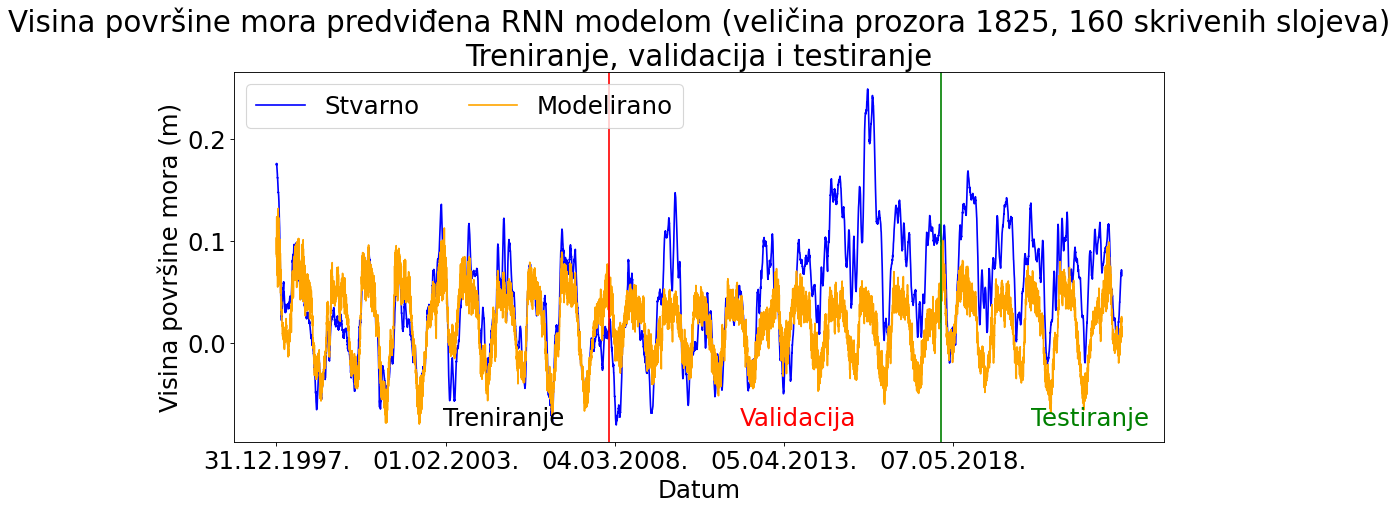 Visina površine mora predviđena RNN modelom (veličina prozora 1825, 160 skrivenih slojeva)
Treniranje, validacija i testiranje
Stvarno
Modelirano
Visina površine mora (m)
0.2
0.1
0.0
Treniranje
Validacija
Testiranje
31.12.1997.
01.02.2003.
04.03.2008.
05.04.2013.
07.05.2018.
Datum